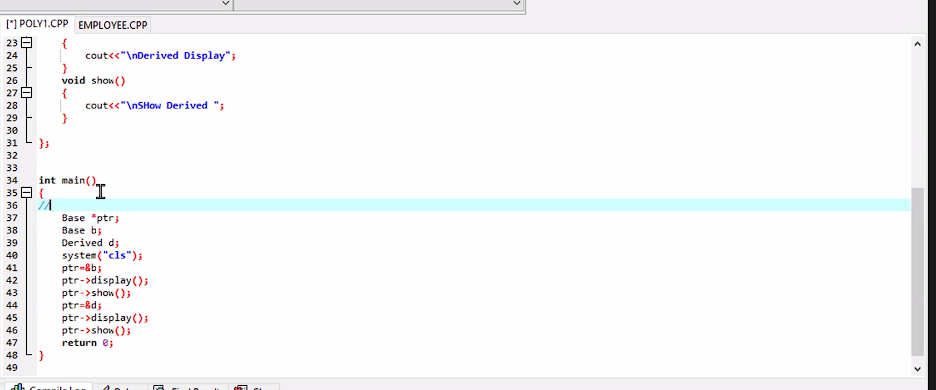 [*] POLY1.CPP EMPLOYEE.CPP
23 {
24 cout<<"\nDerived Display";
25 }
26 void show()
27 {
28 cout<<"\nSHow Derived ";
29 }
30
31 };
32
33
34 int main()
35 {
36 //
37 Base *ptr;
38 Base b;
39 Derived d;
40 system("cls");
41 ptr=&b;
42 ptr->display();
43 ptr->show();
44 ptr=&d;
45 ptr->display();
46 ptr->show();
47 return 0;
48 }
49
Compile Log